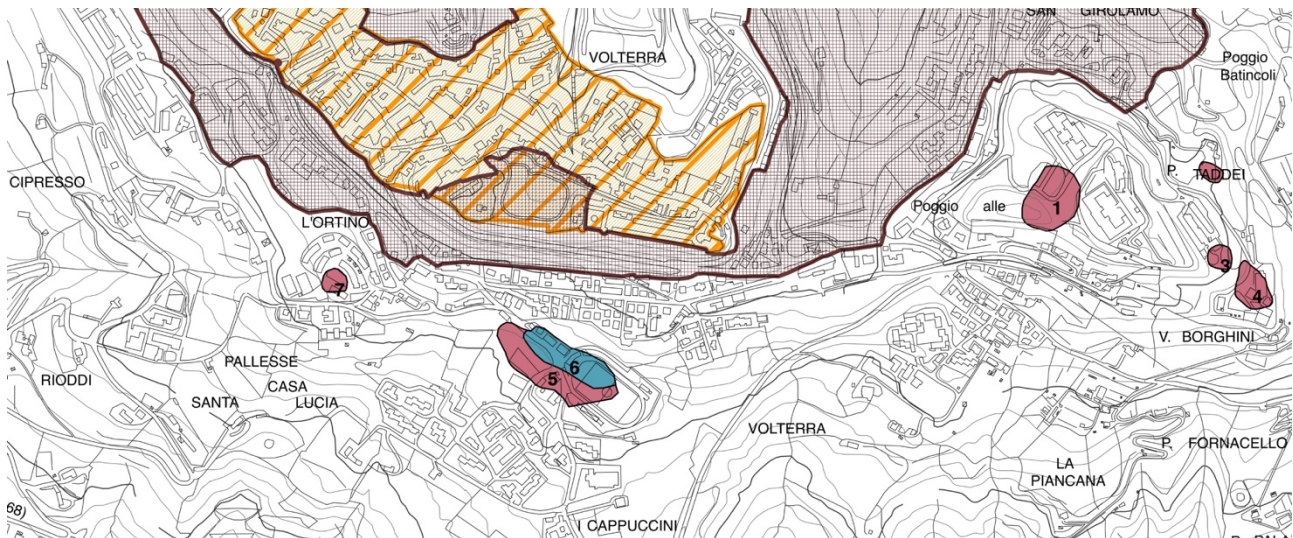 SAN GIROLAMO
VOLTERRA
Poggio
Batincoli
CIPRESSO
P. TADDEI
L'ORTINO
Poggio alle
1
3
7
4
V. BORGHINI
PALLESSE
6
5
RIODDI
CASA
SANTA LUCIA
VOLTERRA
P. FORNACELLO
LA
PIANCANA
68)
I CAPPUCCINI